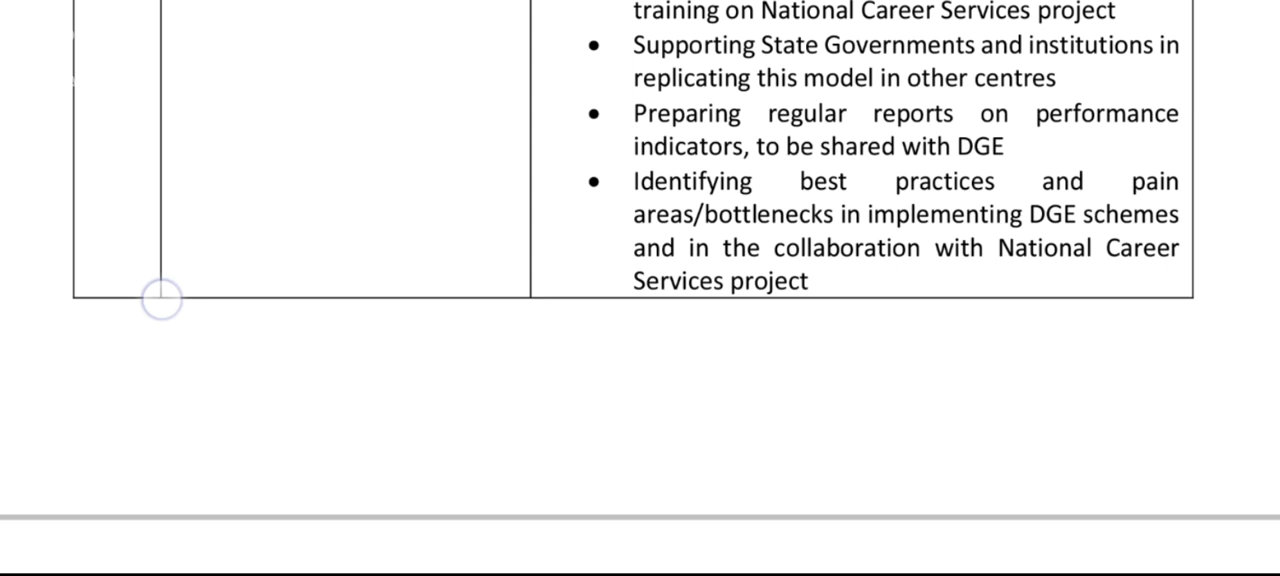 training on National Career Services project
• Supporting State Governments and institutions in
replicating this model in other centres
• Preparing regular reports on performance
indicators, to be shared with DGE
• Identifying best practices and pain
areas/bottlenecks in implementing DGE schemes
and in the collaboration with National Career
Services project